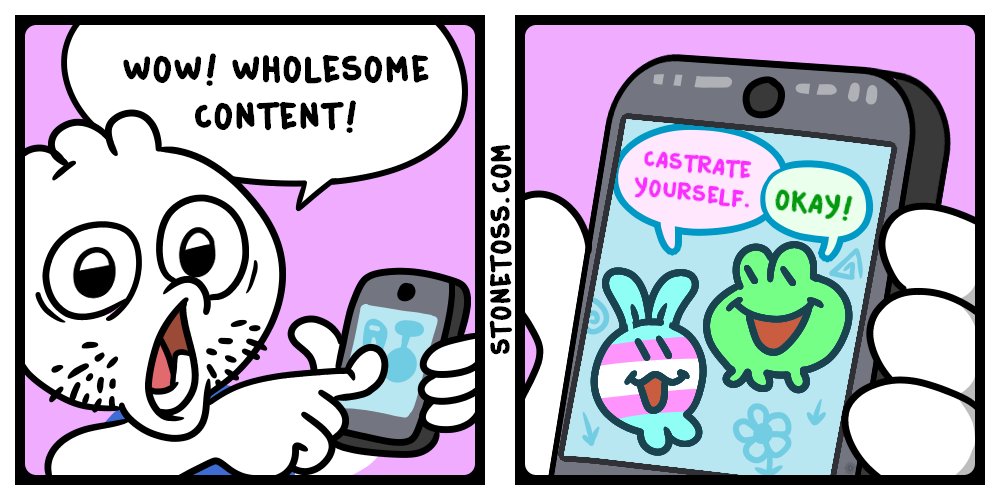 WOW! WHOLESOME
CONTENT!
STONETOSS.COM
CASTRATE
YOURSELF.
OKAY!